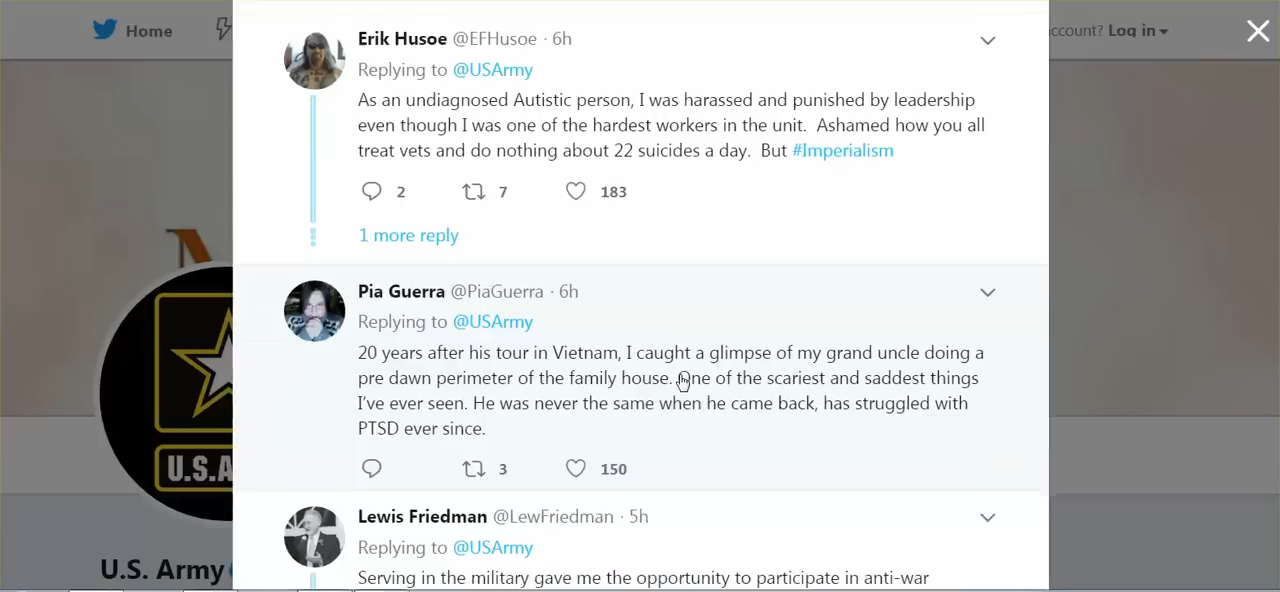 Home
ccount? Log in
Erik Husoe @EFHusoe · 6h
Replying to @USArmy
As an undiagnosed Autistic person, I was harassed and punished by leadership
even though I was one of the hardest workers in the unit.  Ashamed how you all
treat vets and do nothing about 22 suicides a day.  But #Imperialism
2 7 183
1 more reply
Pia Guerra @PiaGuerra · 6h
Replying to @USArmy
20 years after his tour in Vietnam, I caught a glimpse of my grand uncle doing a
pre dawn perimeter of the family house. One of the scariest and saddest things
I've ever seen. He was never the same when he came back, has struggled with
PTSD ever since.
3 150
U.S.A
Lewis Friedman @LewFriedman · 5h
Replying to @USArmy
U.S. Army
Serving in the military gave me the opportunity to participate in anti-war